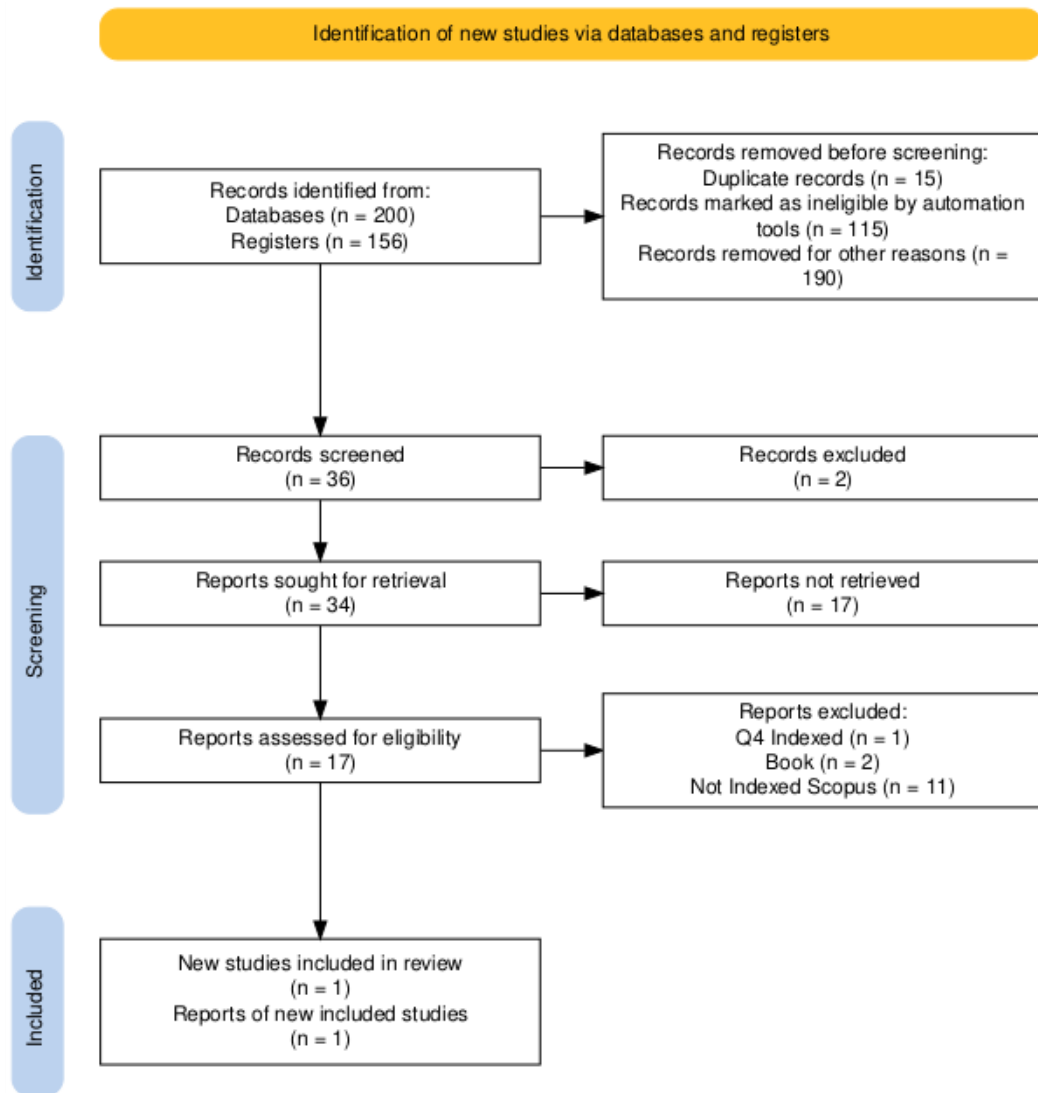 Identification of new studies via databases and registers
Identification
Records identified from:
Databases (n = 200)
Registers (n = 156)
Records removed before screening:
Duplicate records (n = 15)
Records marked as ineligible by automation
tools (n = 115)
Records removed for other reasons (n =
190)
Screening
Records screened
(n = 36)
Records excluded
(n = 2)
Reports sought for retrieval
(n = 34)
Reports not retrieved
(n = 17)
Reports assessed for eligibility
(n = 17)
Reports excluded:
Q4 Indexed (n = 1)
Book (n = 2)
Not Indexed Scopus (n = 11)
Included
New studies included in review
(n = 1)
Reports of new included studies
(n = 1)